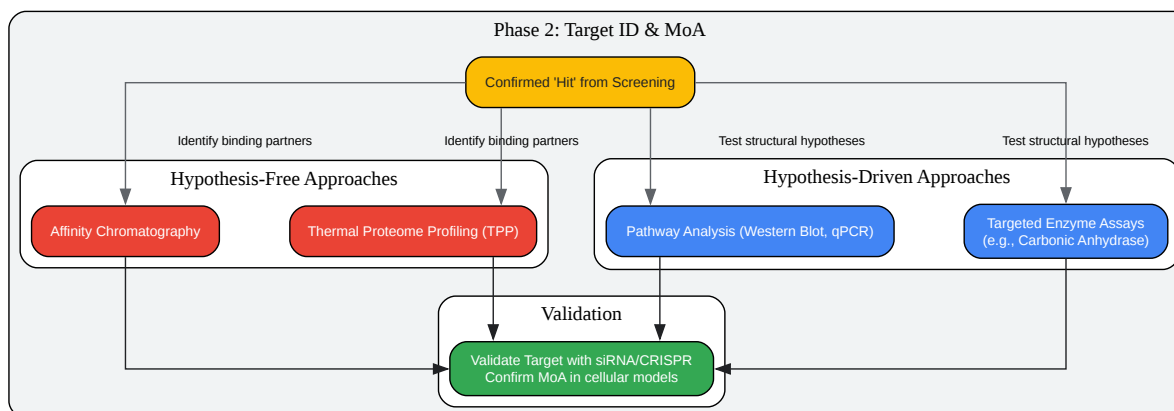 Phase 2: Target ID & MoA
Confirmed 'Hit' from Screening
Identify binding partners
Identify binding partners
Test structural hypotheses
Test structural hypotheses
Hypothesis-Free Approaches
Hypothesis-Driven Approaches
Affinity Chromatography
Thermal Proteome Profiling (TPP)
Pathway Analysis (Western Blot, qPCR)
Targeted Enzyme Assays
(e.g., Carbonic Anhydrase)
Validation
Validate Target with siRNA/CRISPR
Confirm MoA in cellular models